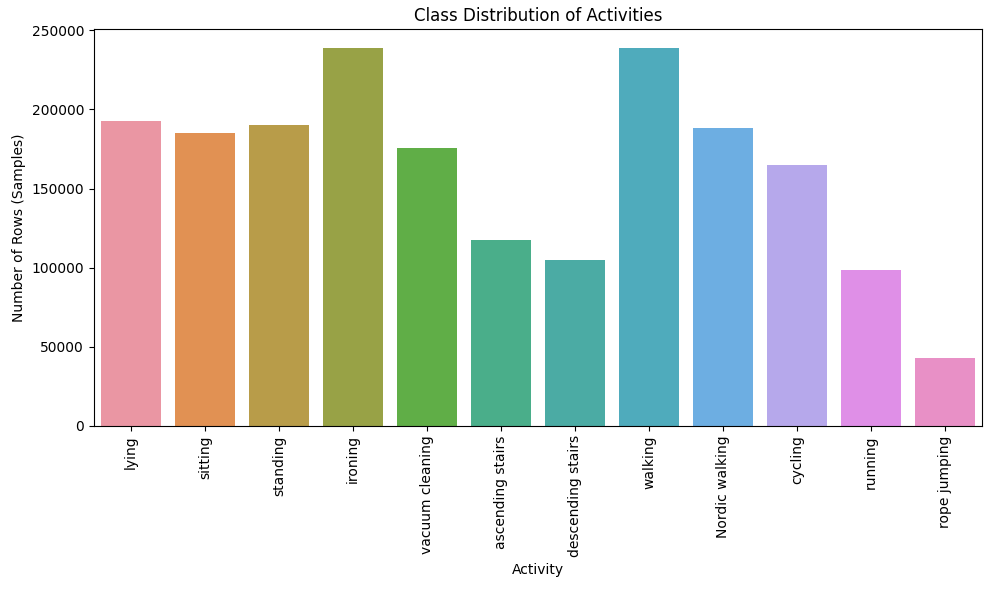 Class Distribution of Activities
Number of Rows (Samples)
250000
200000
150000
100000
50000
0
lying
sitting
standing
ironing
vacuum cleaning
ascending stairs
descending stairs
walking
Nordic walking
cycling
running
rope jumping
Activity